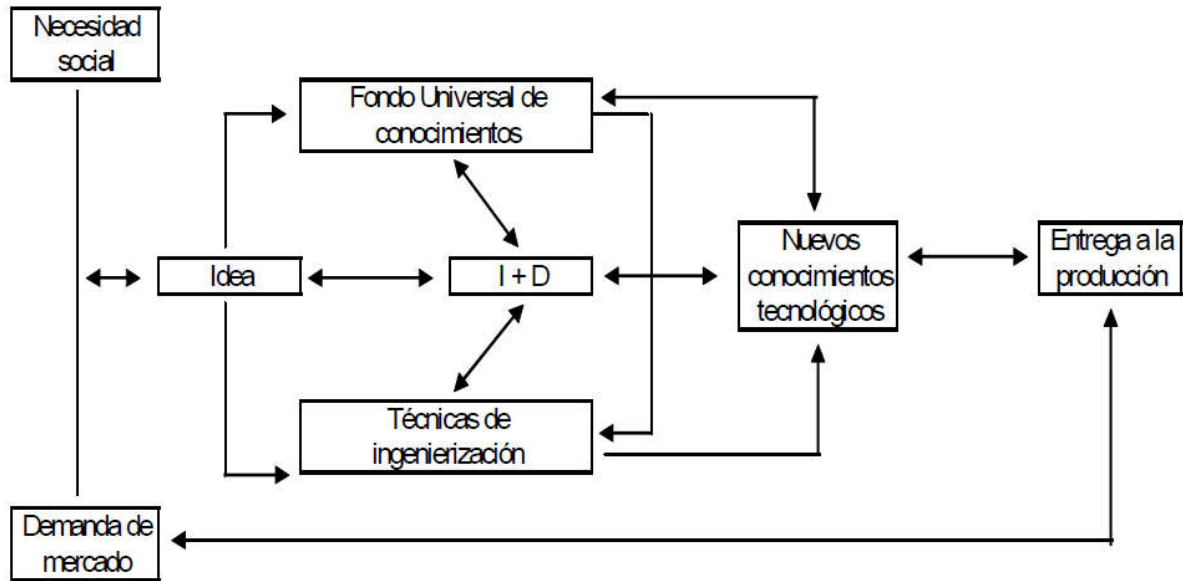 Necesidad
social
Fondo Universal de
conocimientos
Idea
I + D
Nuevos
conocimientos
tecnológicos
Entrega a la
producción
Técnicas de
ingenierización
Demanda de
mercado